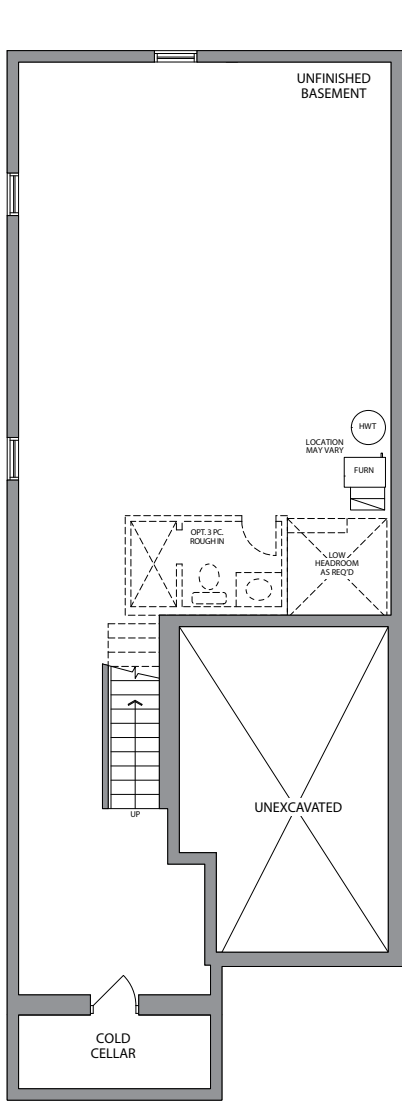 UNFINISHED
BASEMENT
HWT
LOCATION
MAY VARY
FURN
OPT. 3 PC.
ROUGH IN
LOW
HEADROOM
AS REQ'D
UNEXCAVATED
UP
COLD
CELLAR